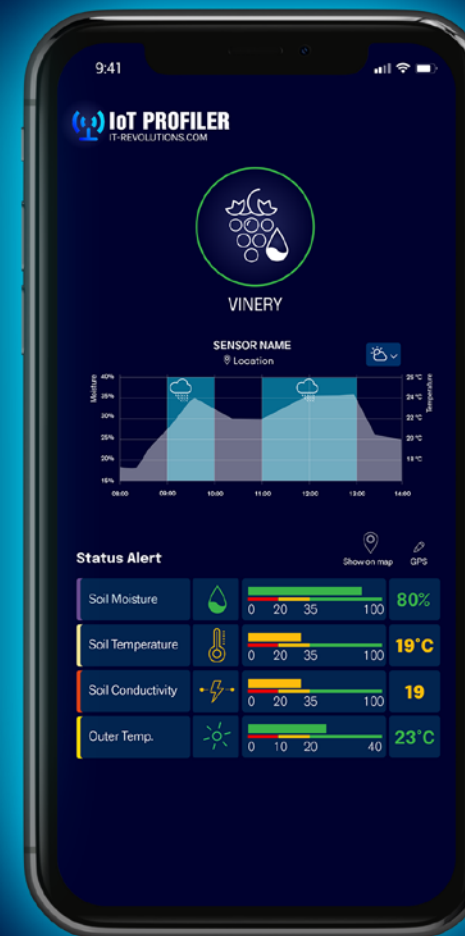 9:41
IoT PROFILER
IT-REVOLUTIONS.COM
VINERY
SENSOR NAME
Location
Moisture
40%
35%
30%
25%
20%
15%
26°C
24°C
22°C
20°C
18°C
Temperature
08:00 09:00 10:00 11:00 12:00 13:00 14:00
Status Alert
Show on map GPS
Soil Moisture 0 20 35 100 80%
Soil Temperature 0 20 35 100 19°C
Soil Conductivity 0 20 35 100 19
Outer Temp. 0 10 20 40 23°C